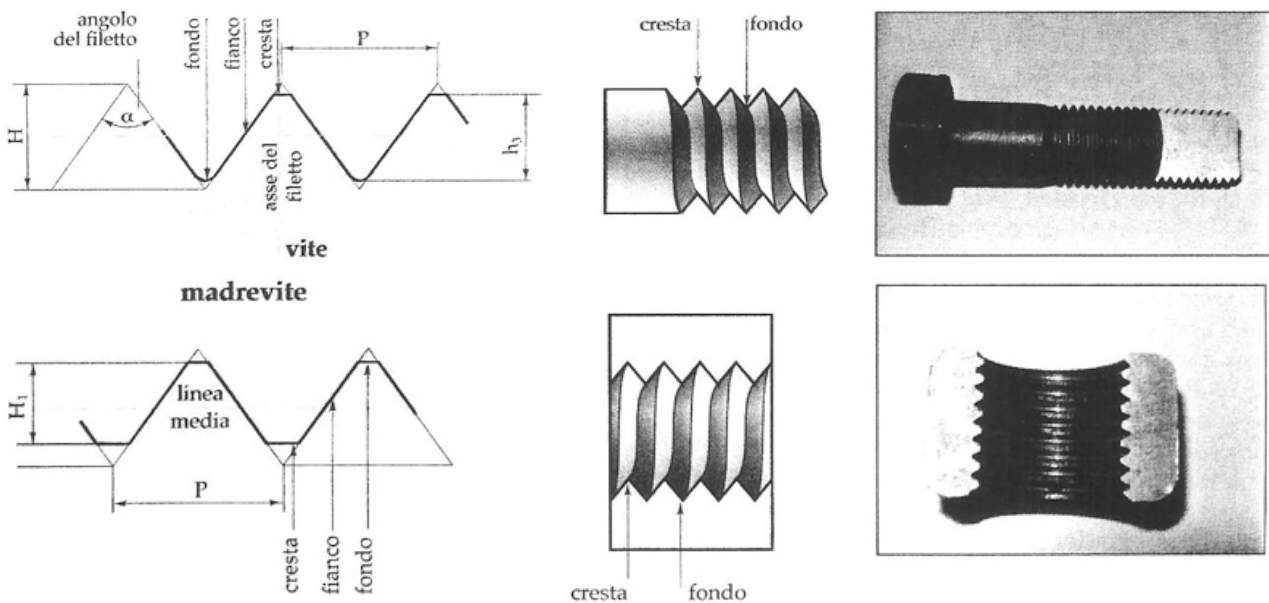 angolo
del filetto
fondo
fianco
cresta
P
H
α
h₃
asse del
filetto
vite
cresta
fondo
madrevite
H₁
linea
media
P
cresta
fianco
fondo
cresta
fondo